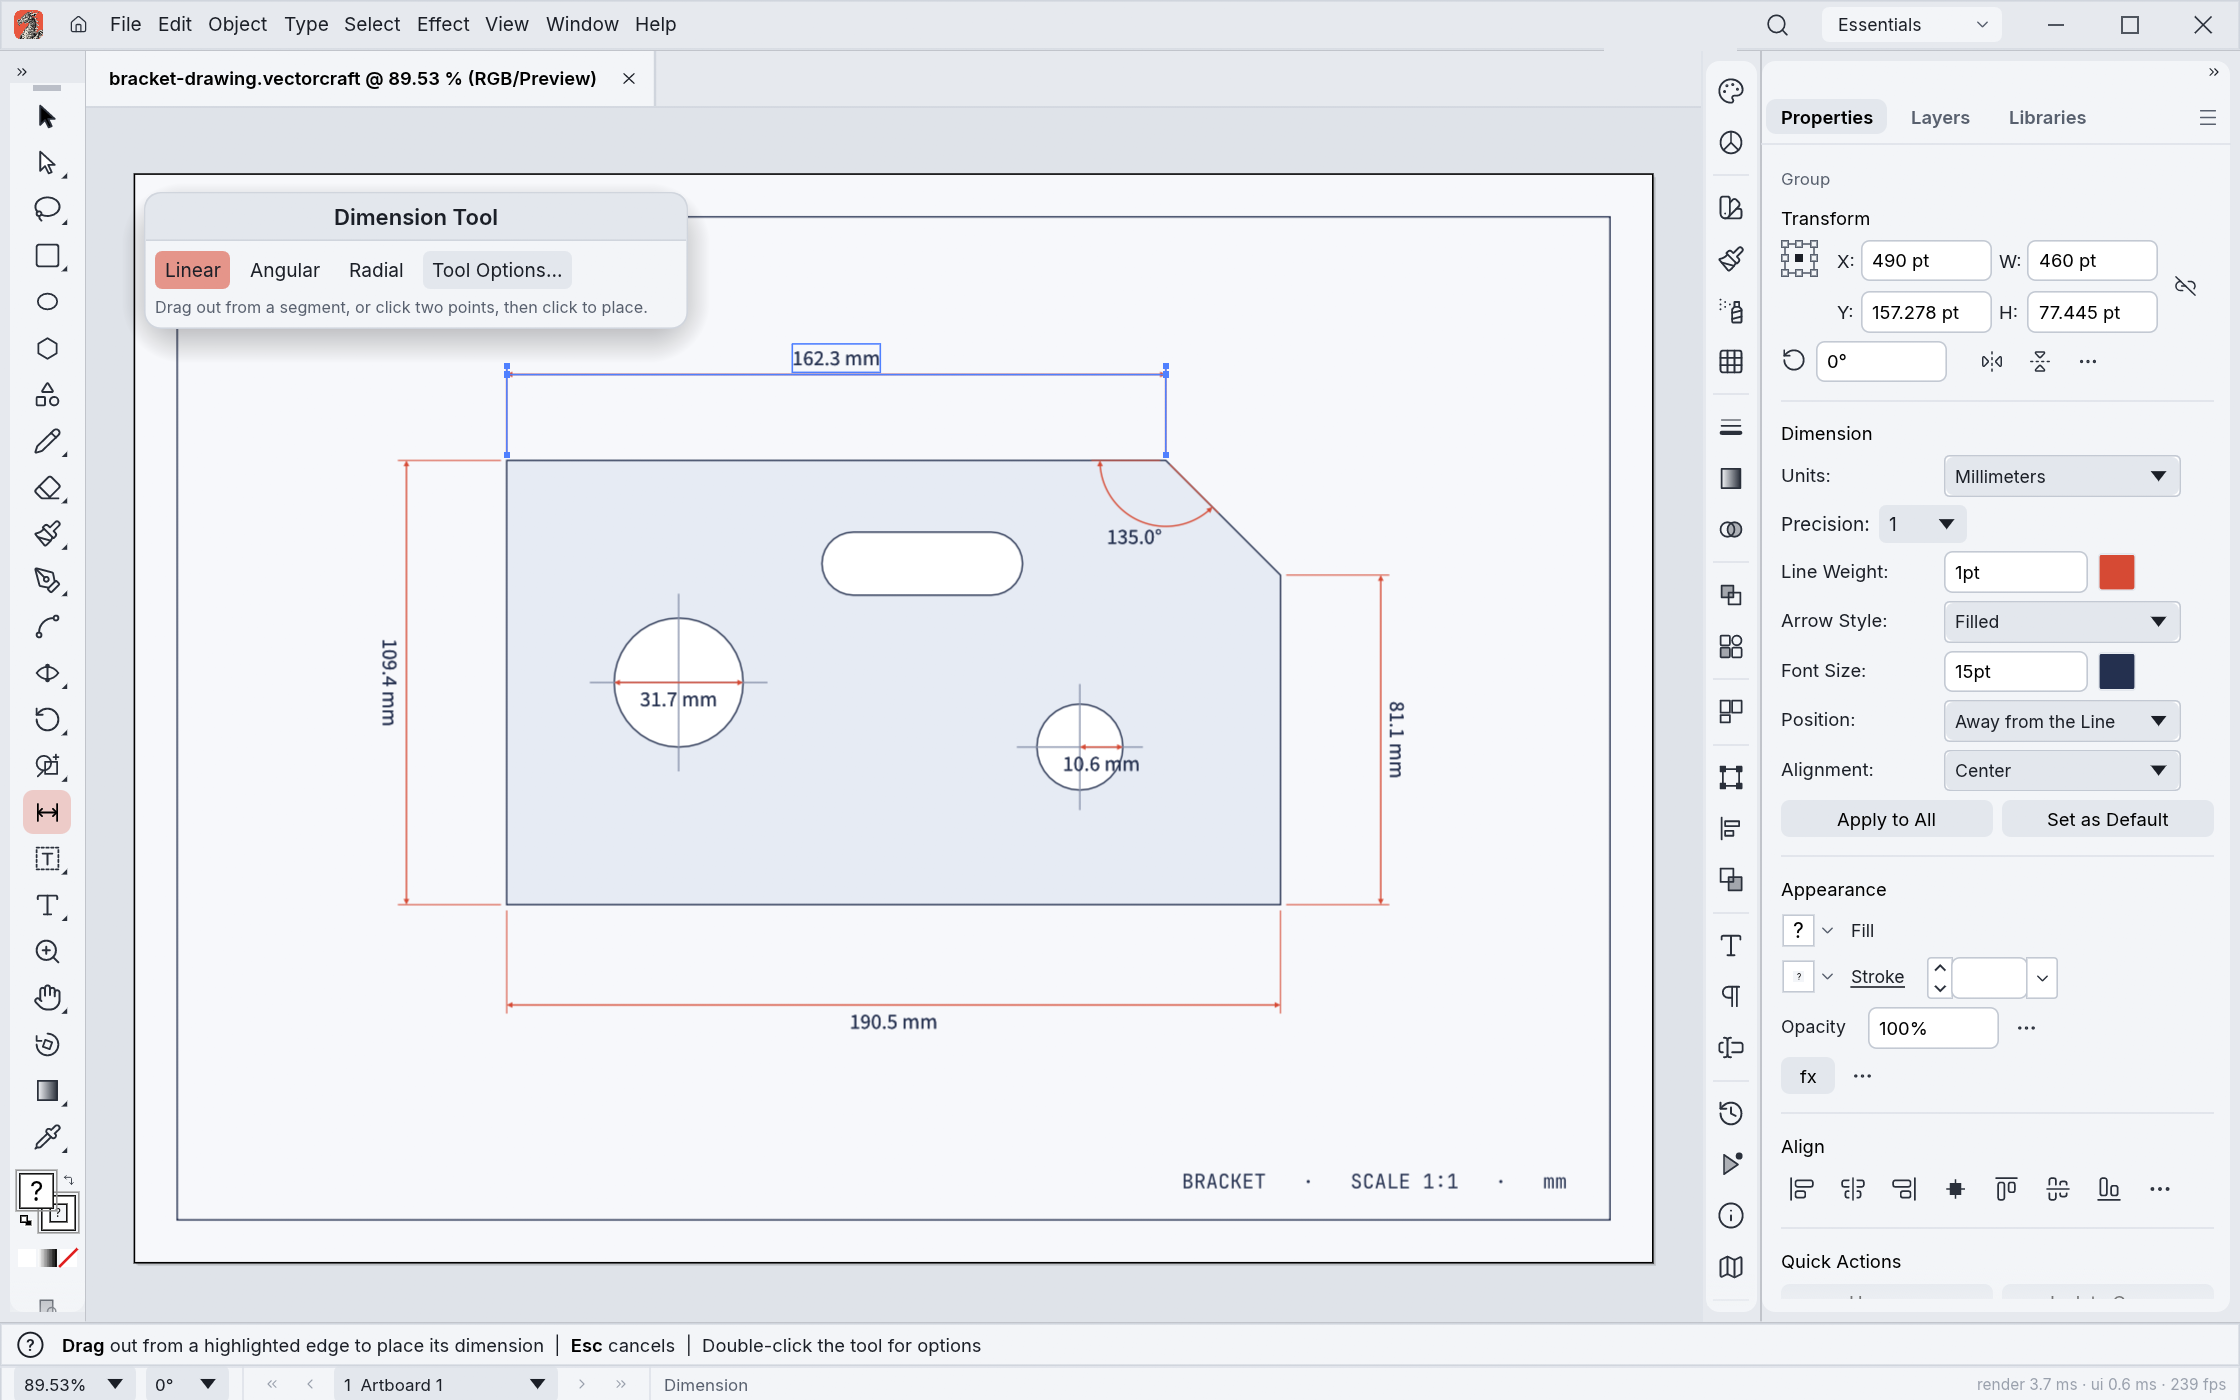 File Edit Object Type Select Effect View Window Help
Essentials
bracket-drawing.vectorcraft @ 89.53 % (RGB/Preview)
Dimension Tool
Linear Angular Radial Tool Options...
Drag out from a segment, or click two points, then click to place.
162.3 mm
135.0°
109.4 mm
31.7 mm
10.6 mm
81.1 mm
190.5 mm
BRACKET · SCALE 1:1 · mm
Properties Layers Libraries
Group
Transform
X: 490 pt W: 460 pt
Y: 157.278 pt H: 77.445 pt
0°
Dimension
Units: Millimeters
Precision: 1
Line Weight: 1pt
Arrow Style: Filled
Font Size: 15pt
Position: Away from the Line
Alignment: Center
Apply to All Set as Default
Appearance
? Fill
? Stroke
Opacity 100%
fx
Align
Quick Actions
?
?
? Drag out from a highlighted edge to place its dimension | Esc cancels | Double-click the tool for options
89.53% 0° 1 Artboard 1 Dimension
render 3.7 ms · ui 0.6 ms · 239 fps